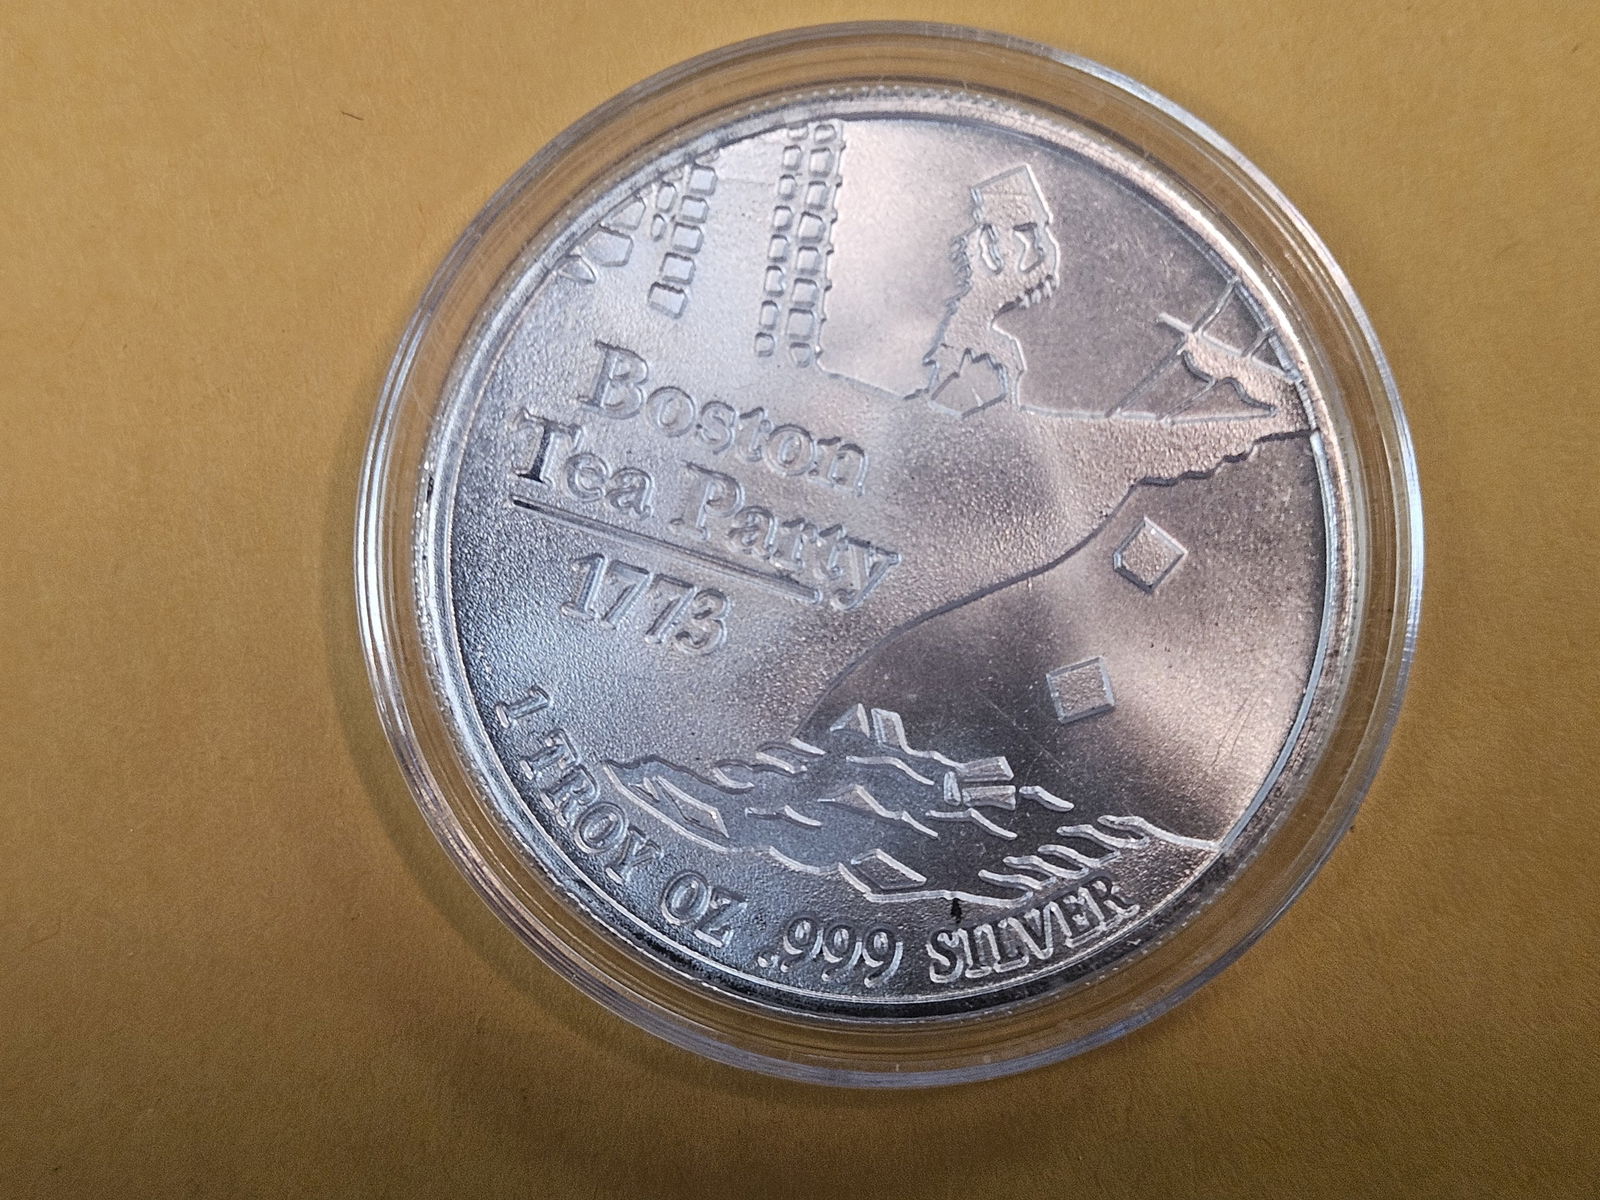 Boston
Tea Party
1773
1 TROY OZ .999 SILVER